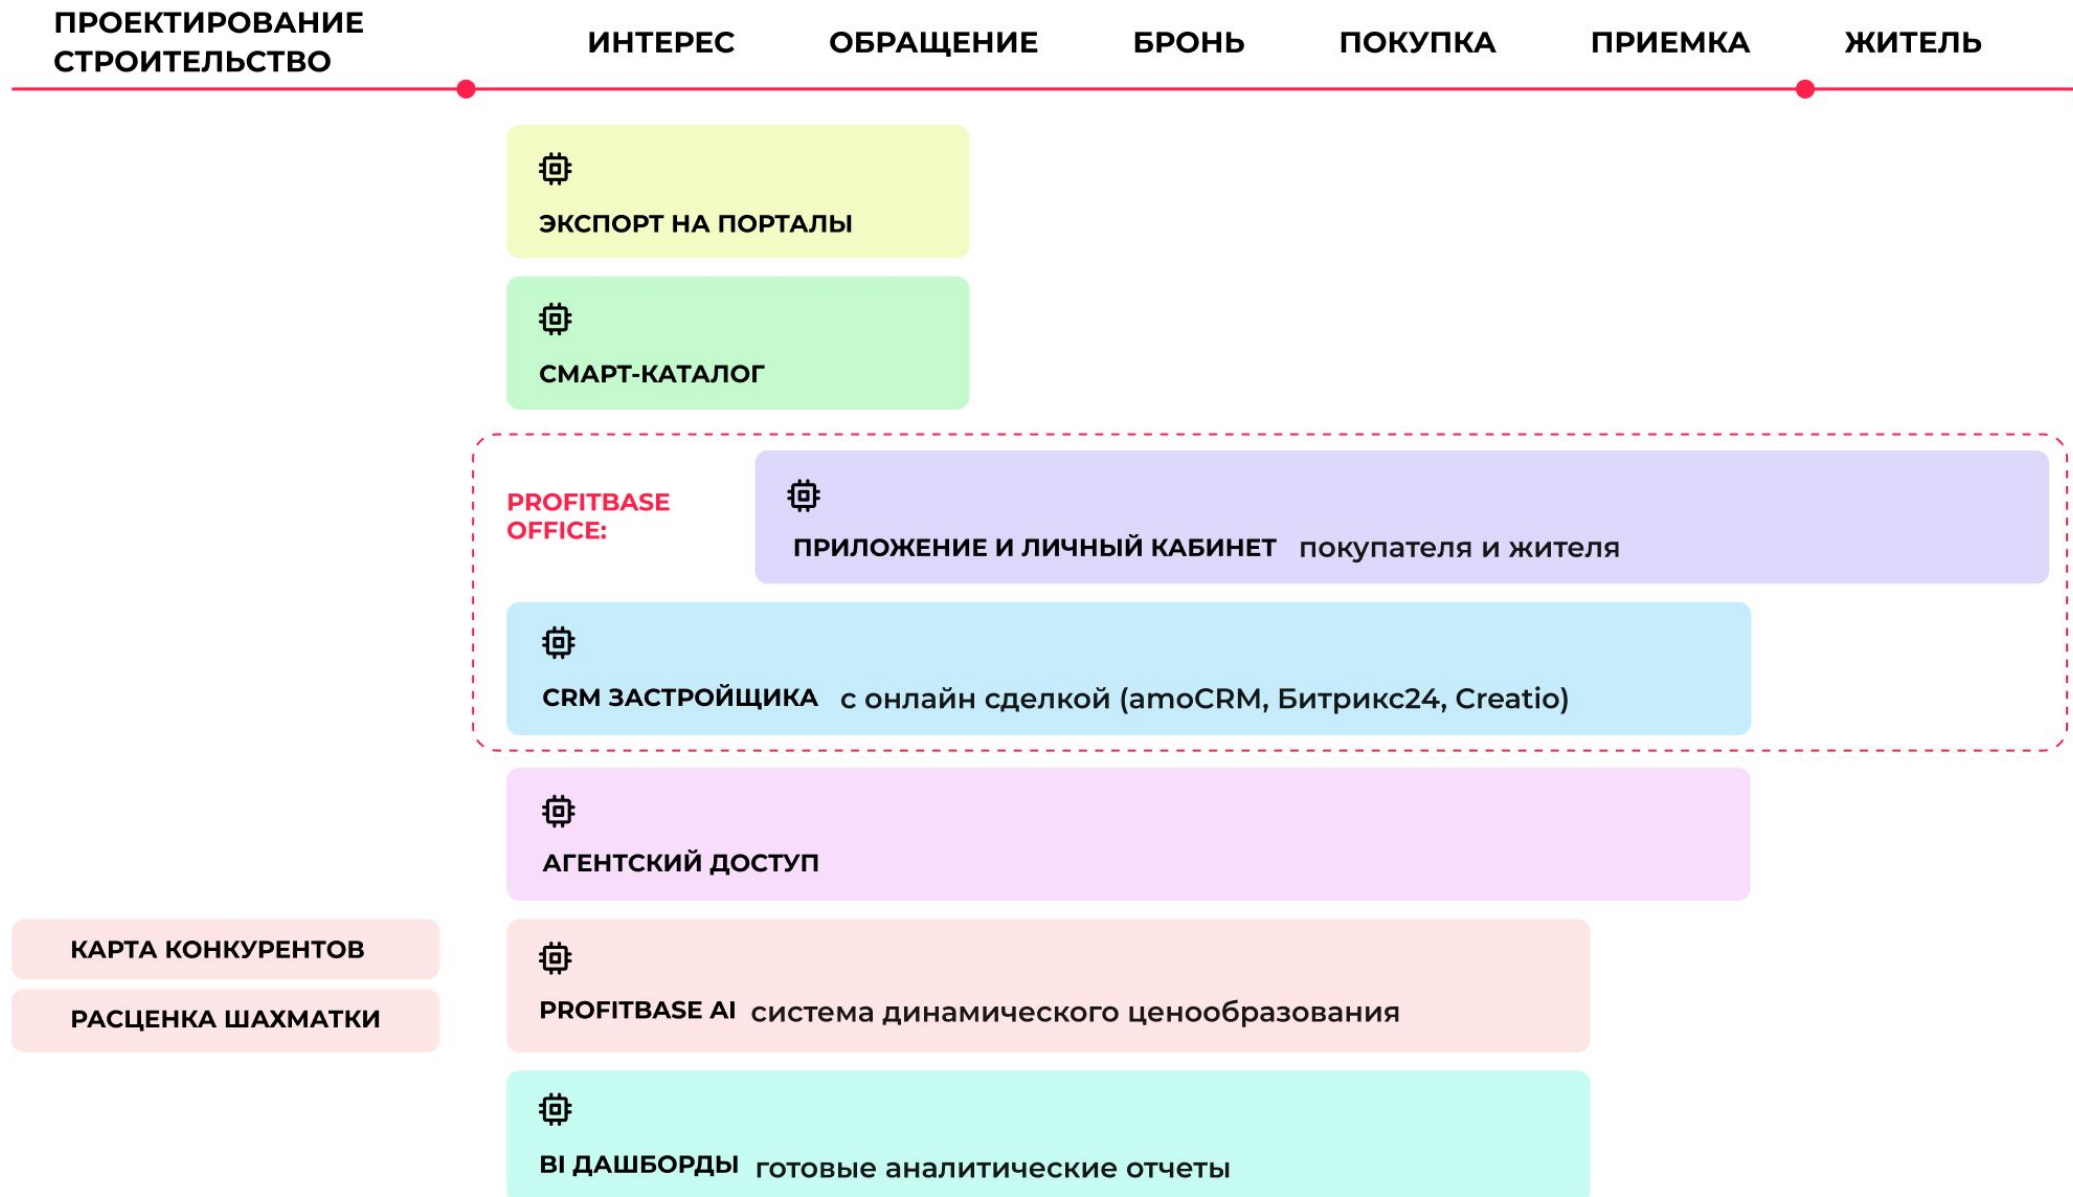 ПРОЕКТИРОВАНИЕ
СТРОИТЕЛЬСТВО
ИНТЕРЕС
ОБРАЩЕНИЕ
БРОНЬ
ПОКУПКА
ПРИЕМКА
ЖИТЕЛЬ
ЭКСПОРТ НА ПОРТАЛЫ
СМАРТ-КАТАЛОГ
PROFITBASE
OFFICE:
ПРИЛОЖЕНИЕ И ЛИЧНЫЙ КАБИНЕТ покупателя и жителя
CRM ЗАСТРОЙЩИКА с онлайн сделкой (amoCRM, Битрикс24, Creatio)
АГЕНТСКИЙ ДОСТУП
КАРТА КОНКУРЕНТОВ
РАСЦЕНКА ШАХМАТКИ
PROFITBASE AI система динамического ценообразования
BI ДАШБОРДЫ готовые аналитические отчеты